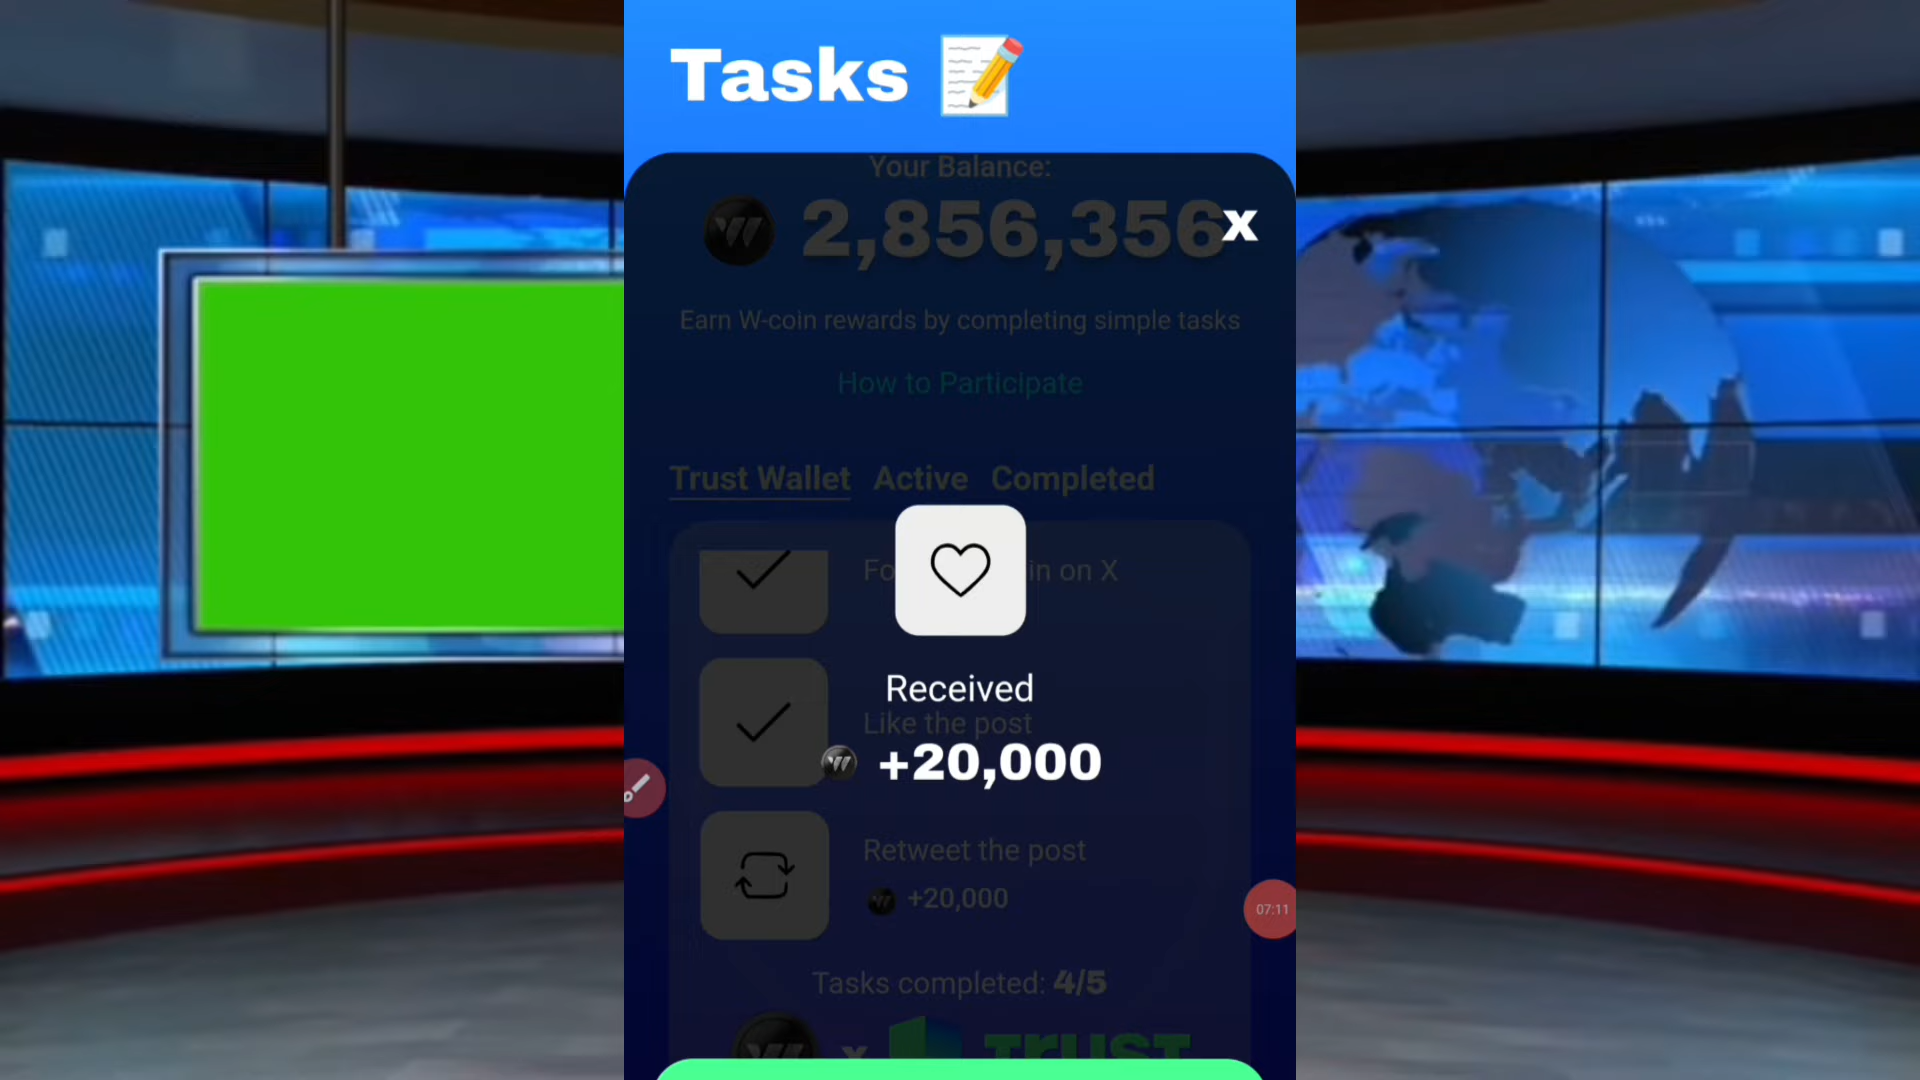 Tasks
Your Balance:
2,856,356
X
Earn W-coin rewards by completing simple tasks
How to Participate
Trust Wallet Active Completed
in on X
Received
Like the post
+20,000
Retweet the post
+20,000
07:11
Tasks completed: 4/5
x TRUST